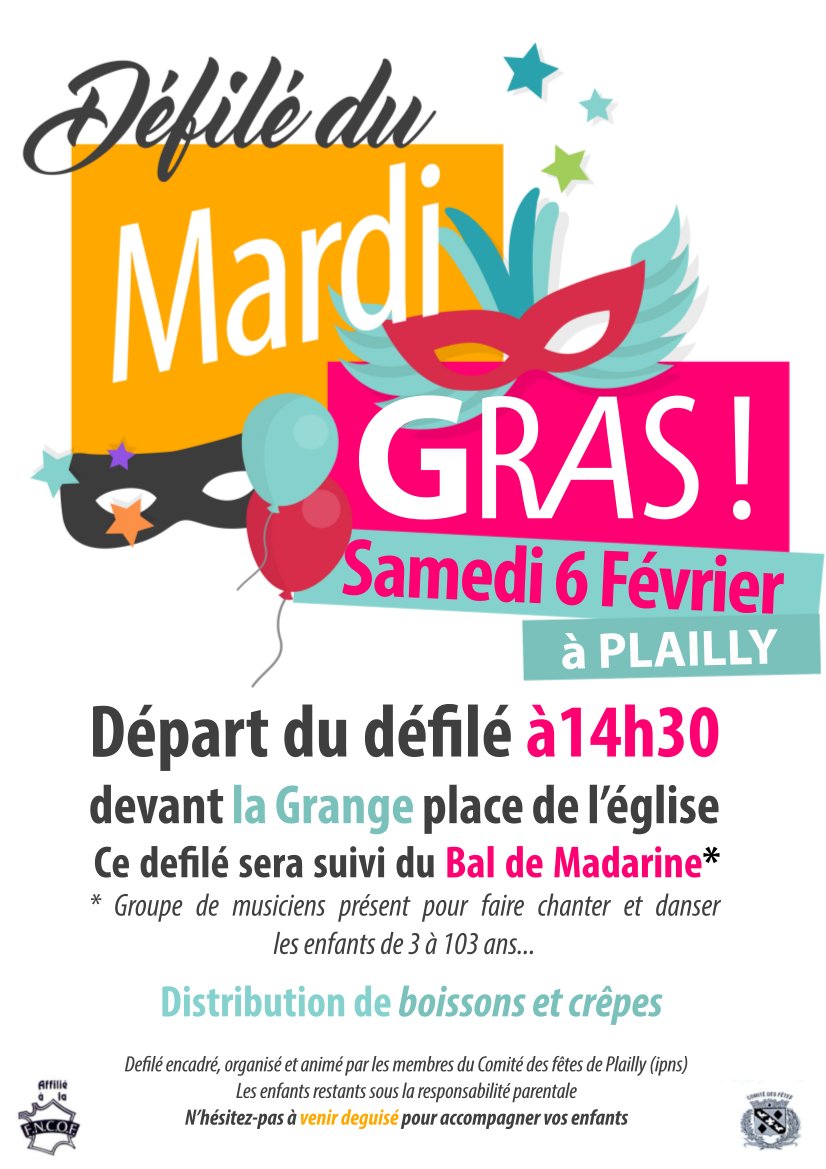 Défilé du
Mardi
GRAS !
Samedi 6 Février
à PLAILLY
Départ du défilé à14h30
devant la Grange place de l'église
Ce defilé sera suivi du Bal de Madarine*
* Groupe de musiciens présent pour faire chanter et danser
les enfants de 3 à 103 ans...
Distribution de boissons et crêpes
Defilé encadré, organisé et animé par les membres du Comité des fêtes de Plailly (ipns)
Les enfants restants sous la responsabilité parentale
N'hésitez-pas à venir deguisé pour accompagner vos enfants
Affilié
à la
F.N.C.O.F
COMITÉ DES FÊTES